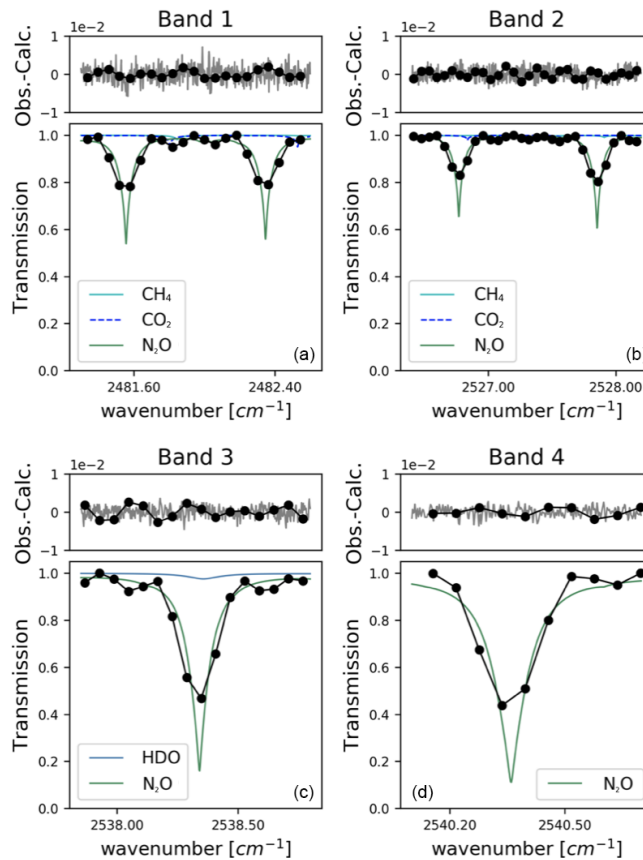 Band 1
1e−2
Obs.-Calc.
1
0
−1
Transmission
1.0
0.8
0.6
0.4
0.2
0.0
CH₄
CO₂
N₂O
(a)
2481.60 2482.40
wavenumber [cm⁻¹]
Band 2
1e−2
Obs.-Calc.
1
0
−1
Transmission
1.0
0.8
0.6
0.4
0.2
0.0
CH₄
CO₂
N₂O
(b)
2527.00 2528.00
wavenumber [cm⁻¹]
Band 3
1e−2
Obs.-Calc.
1
0
−1
Transmission
1.0
0.8
0.6
0.4
0.2
0.0
HDO
N₂O
(c)
2538.00 2538.50
wavenumber [cm⁻¹]
Band 4
1e−2
Obs.-Calc.
1
0
−1
Transmission
1.0
0.8
0.6
0.4
0.2
0.0
(d)
N₂O
2540.20 2540.50
wavenumber [cm⁻¹]